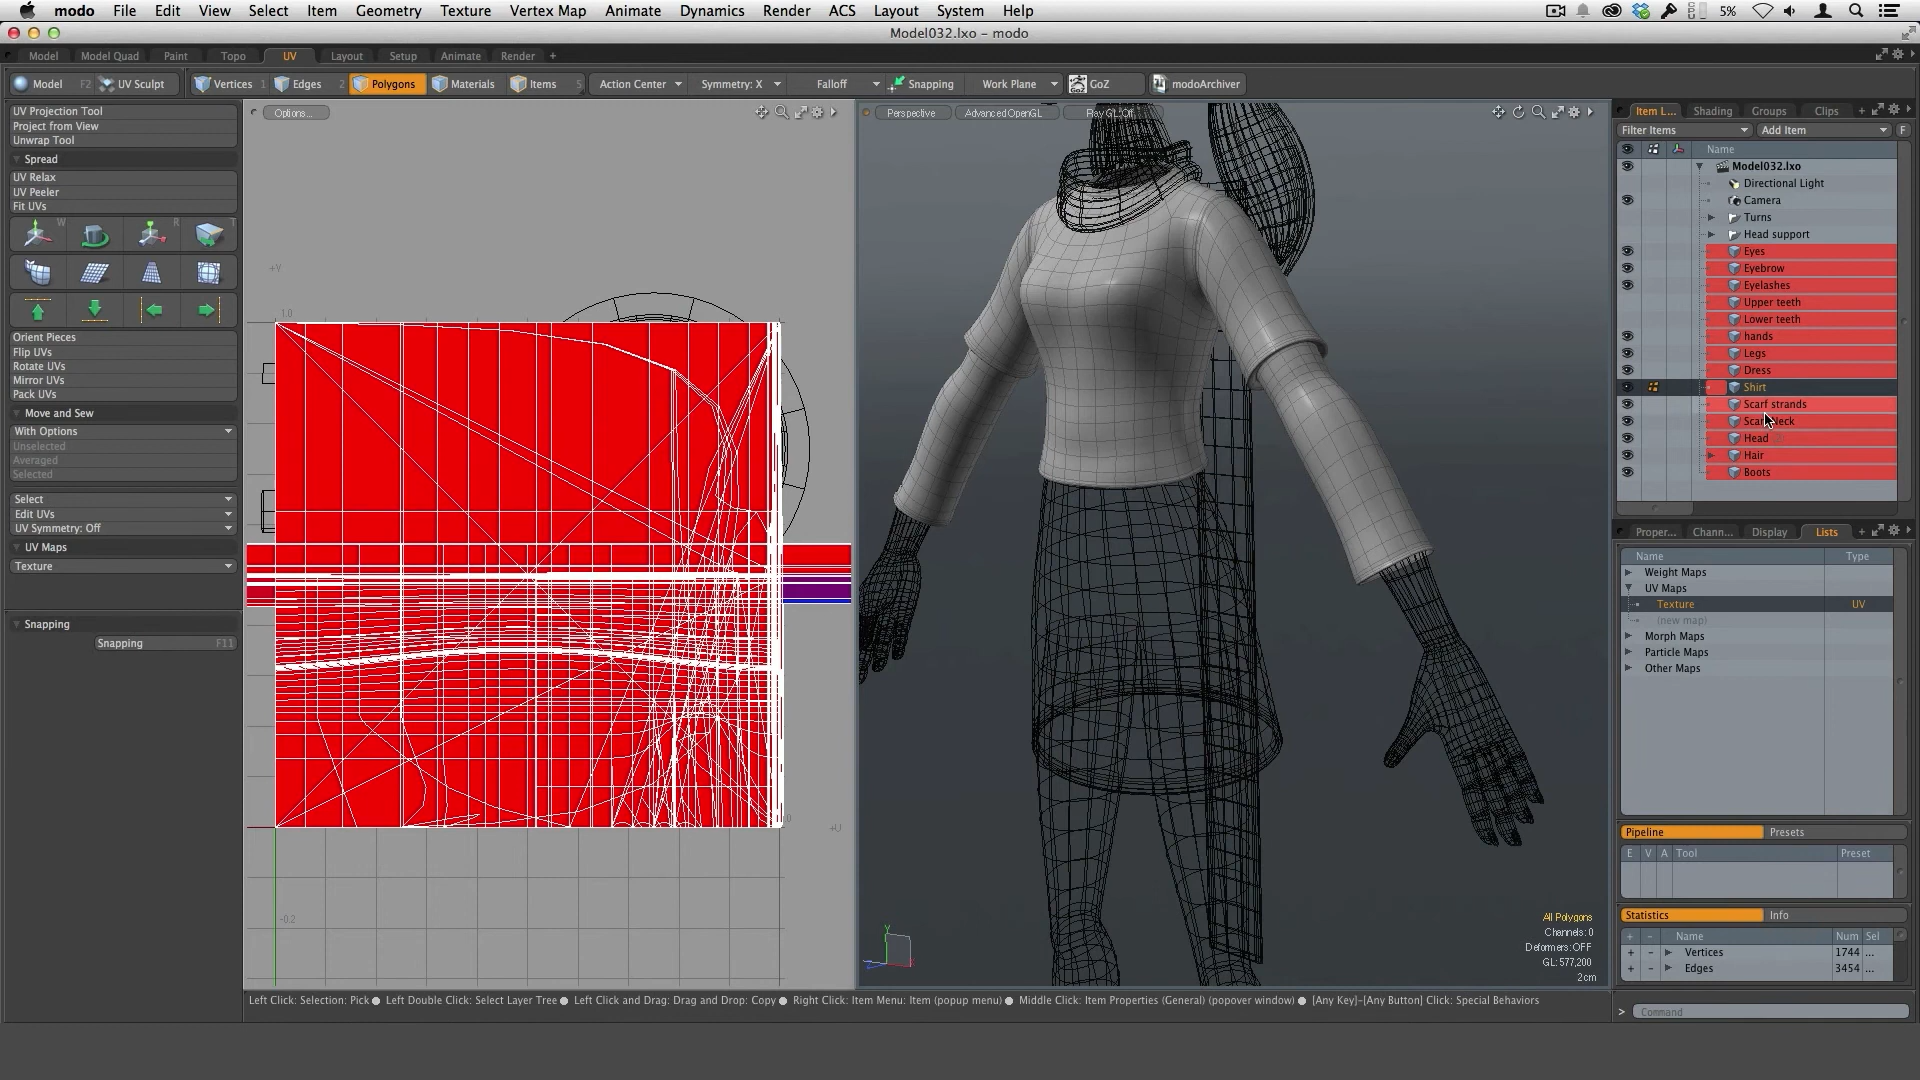 modo File Edit View Select Item Geometry Texture Vertex Map Animate Dynamics Render ACS Layout System Help 5%
Model032.lxo - modo
Model Model Quad Paint Topo UV Layout Setup Animate Render +
Model F2 UV Sculpt Vertices 1 Edges 2 Polygons Materials Items 5 Action Center Symmetry: X Falloff Snapping Work Plane GoZ modoArchiver
UV Projection Tool
Project from View
Unwrap Tool
Spread
UV Relax
UV Peeler
Fit UVs
W R T
Orient Pieces
Flip UVs
Rotate UVs
Mirror UVs
Pack UVs
Move and Sew
With Options
Unselected
Averaged
Selected
Select
Edit UVs
UV Symmetry: Off
UV Maps
Texture
Snapping
Snapping F11
Options...
+V
1.0
+U
-0.2
Perspective Advanced OpenGL Ray GL: Off
All Polygons
Channels: 0
Deformers: OFF
GL: 577,200
2 cm
Y
Item L... Shading Groups Clips +
Filter Items Add Item F
Name
Model032.lxo
Directional Light
Camera
Turns
Head support
Eyes
Eyebrow
Eyelashes
Upper teeth
Lower teeth
hands
Legs
Dress
Shirt
Scarf strands
Head
Hair
Boots
Proper... Chann... Display Lists +
Name Type
Weight Maps
UV Maps
Texture UV
(new map)
Morph Maps
Particle Maps
Other Maps
Pipeline Presets
E V A Tool Preset
Statistics Info
+ - Name Num Sel
+ - Vertices 1744 ...
+ - Edges 3454 ...
Left Click: Selection: Pick ● Left Double Click: Select Layer Tree ● Left Click and Drag: Drag and Drop: Copy ● Right Click: Item Menu: Item (popup menu) ● Middle Click: Item Properties (General) (popover window) ● [Any Key]-[Any Button] Click: Special Behaviors
> Command